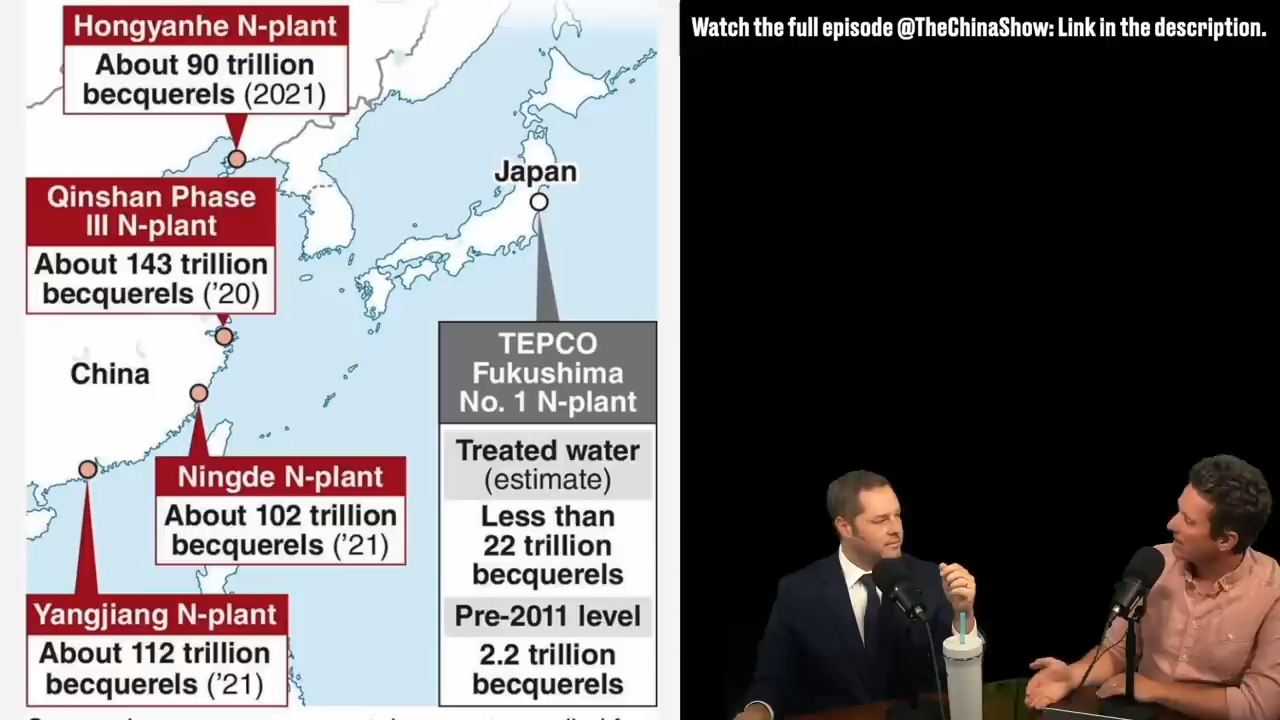 Hongyanhe N-plant
About 90 trillion
becquerels (2021)
Watch the full episode @TheChinaShow: Link in the description.
Japan
Qinshan Phase
III N-plant
About 143 trillion
becquerels ('20)
China
TEPCO
Fukushima
No. 1 N-plant
Treated water
(estimate)
Less than
22 trillion
becquerels
Pre-2011 level
2.2 trillion
becquerels
Ningde N-plant
About 102 trillion
becquerels ('21)
Yangjiang N-plant
About 112 trillion
becquerels ('21)